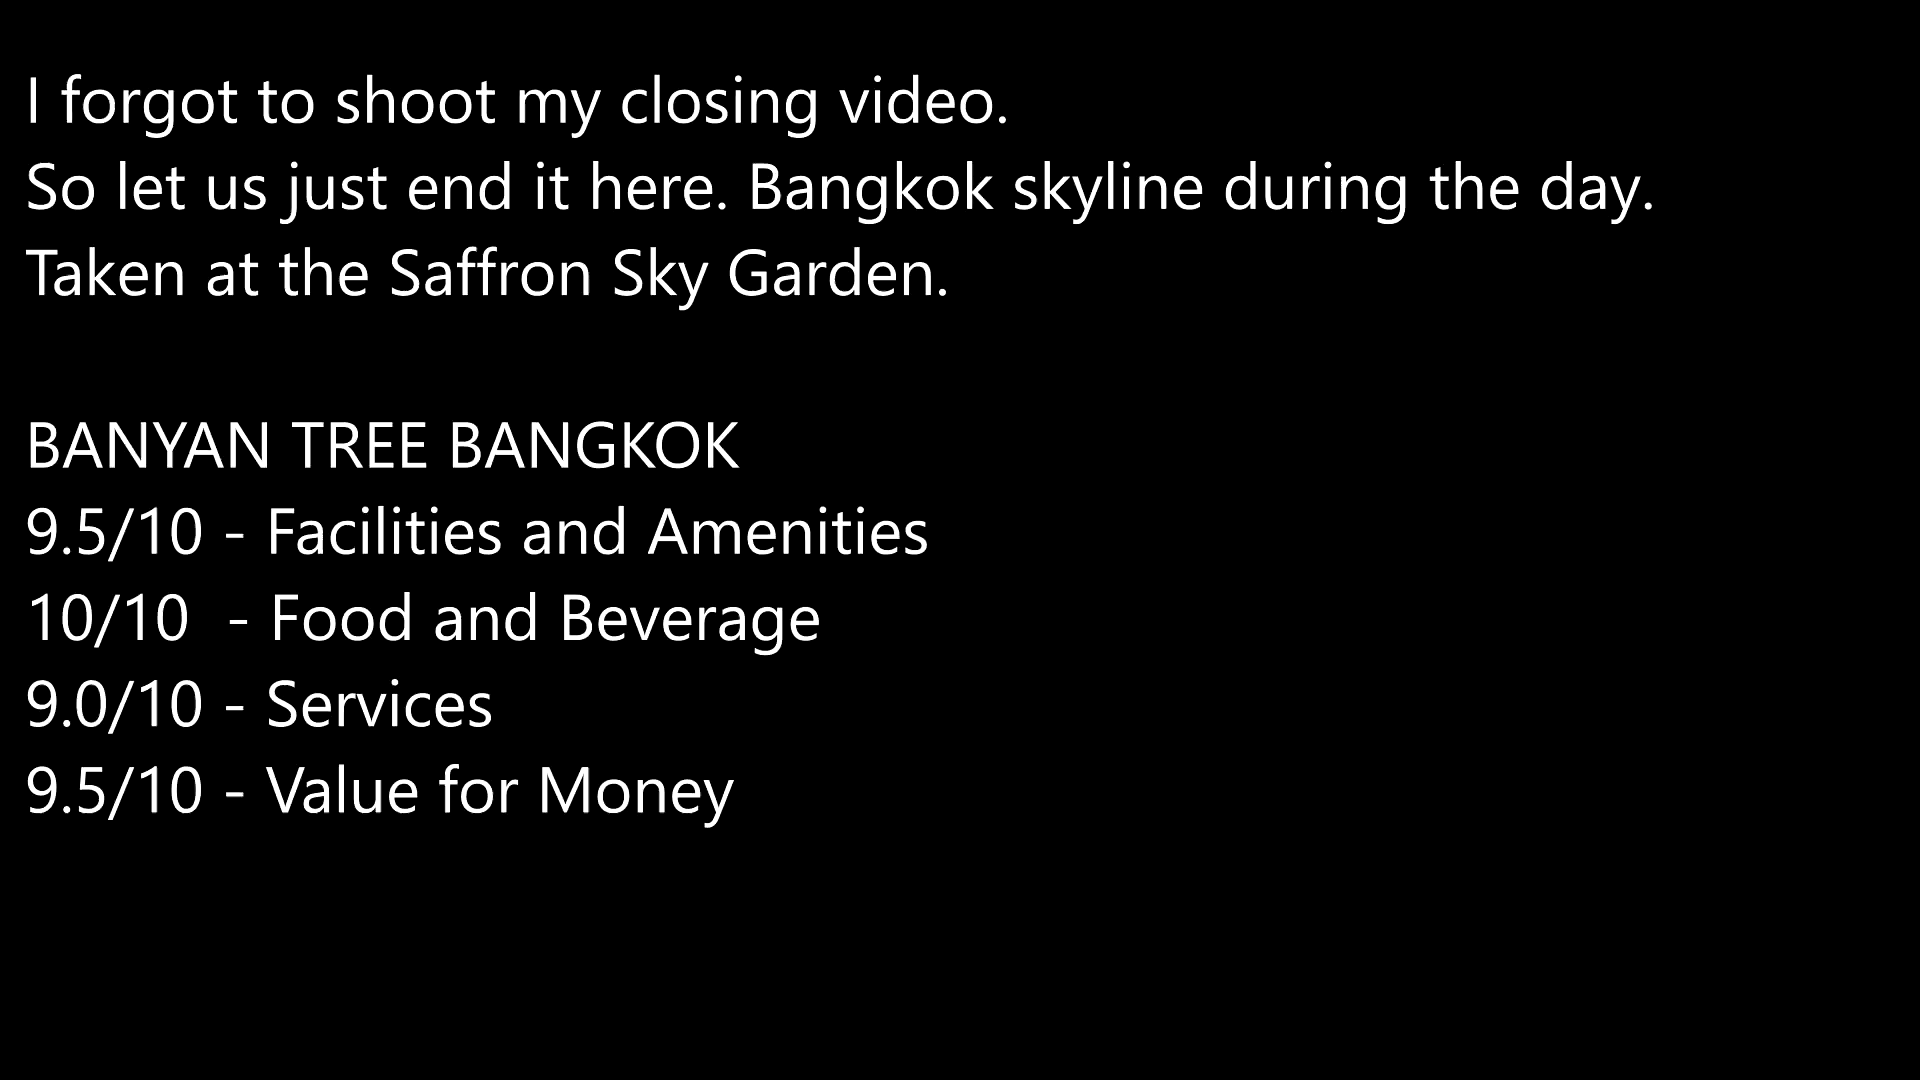 I forgot to shoot my closing video.
So let us just end it here. Bangkok skyline during the day.
Taken at the Saffron Sky Garden.
BANYAN TREE BANGKOK
9.5/10 - Facilities and Amenities
10/10  - Food and Beverage
9.0/10 - Services
9.5/10 - Value for Money